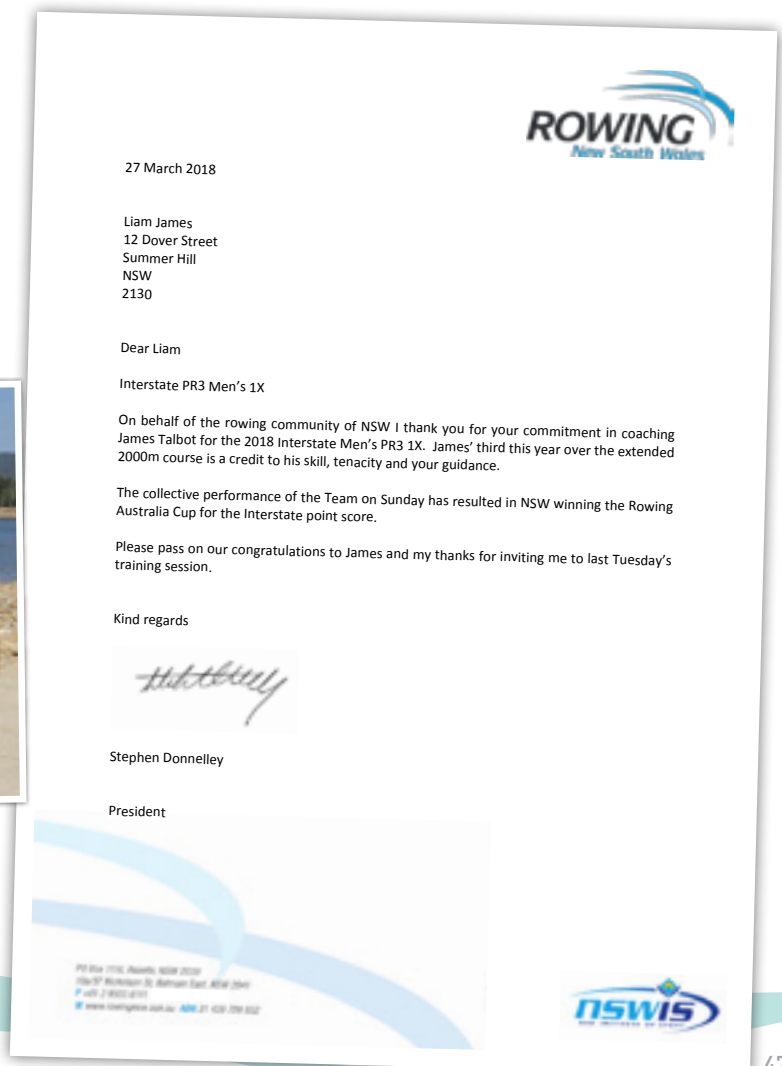 ROWING
New South Wales
27 March 2018
Liam James
12 Dover Street
Summer Hill
NSW
2130
Dear Liam
Interstate PR3 Men's 1X
On behalf of the rowing community of NSW I thank you for your commitment in coaching
James Talbot for the 2018 Interstate Men's PR3 1X.  James' third this year over the extended
2000m course is a credit to his skill, tenacity and your guidance.
The collective performance of the Team on Sunday has resulted in NSW winning the Rowing
Australia Cup for the Interstate point score.
Please pass on our congratulations to James and my thanks for inviting me to last Tuesday's
training session.
Kind regards
Stephen Donnelley
President
nswis